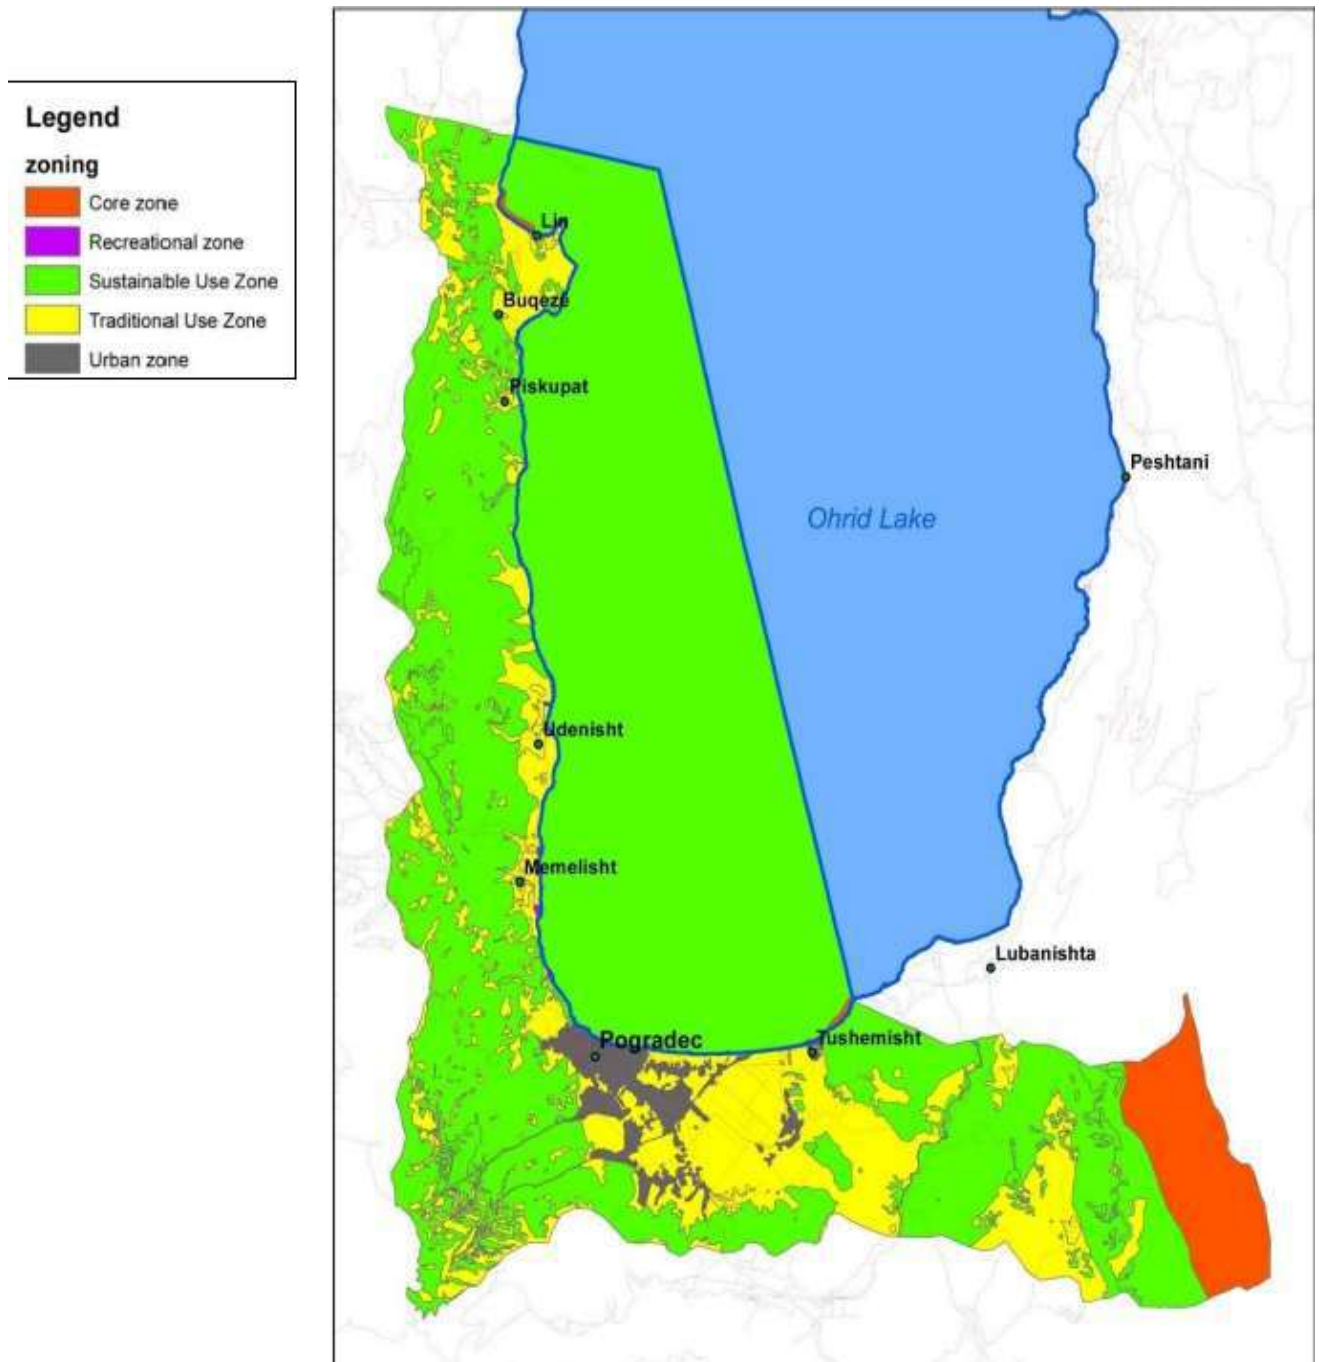 Legend
zoning
Core zone
Recreational zone
Sustainable Use Zone
Traditional Use Zone
Urban zone
Lin
Buqezë
Piskupat
Peshtani
Ohrid Lake
Udenisht
Memelisht
Lubanishta
Pogradec
Tushemisht